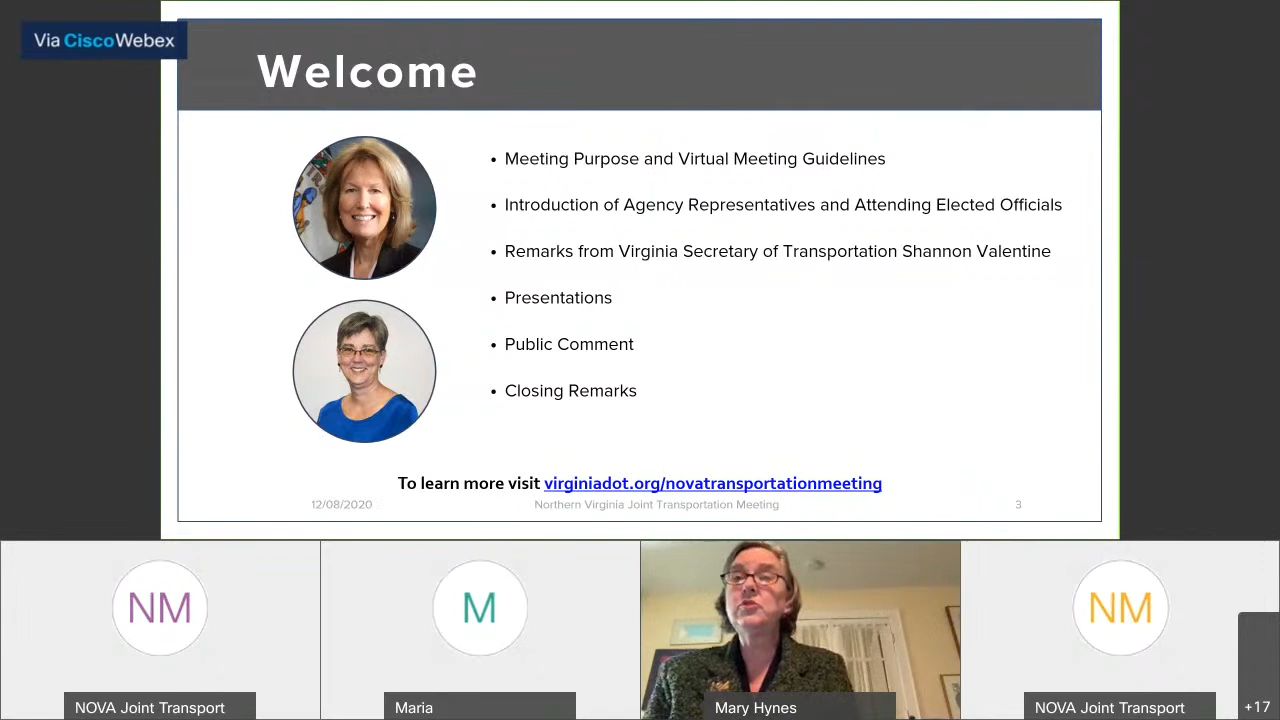 Via Cisco Webex
Welcome
• Meeting Purpose and Virtual Meeting Guidelines
• Introduction of Agency Representatives and Attending Elected Officials
• Remarks from Virginia Secretary of Transportation Shannon Valentine
• Presentations
• Public Comment
• Closing Remarks
To learn more visit virginiadot.org/novatransportationmeeting
12/08/2020 Northern Virginia Joint Transportation Meeting 3
NM M NM
NOVA Joint Transport Maria Mary Hynes NOVA Joint Transport +17